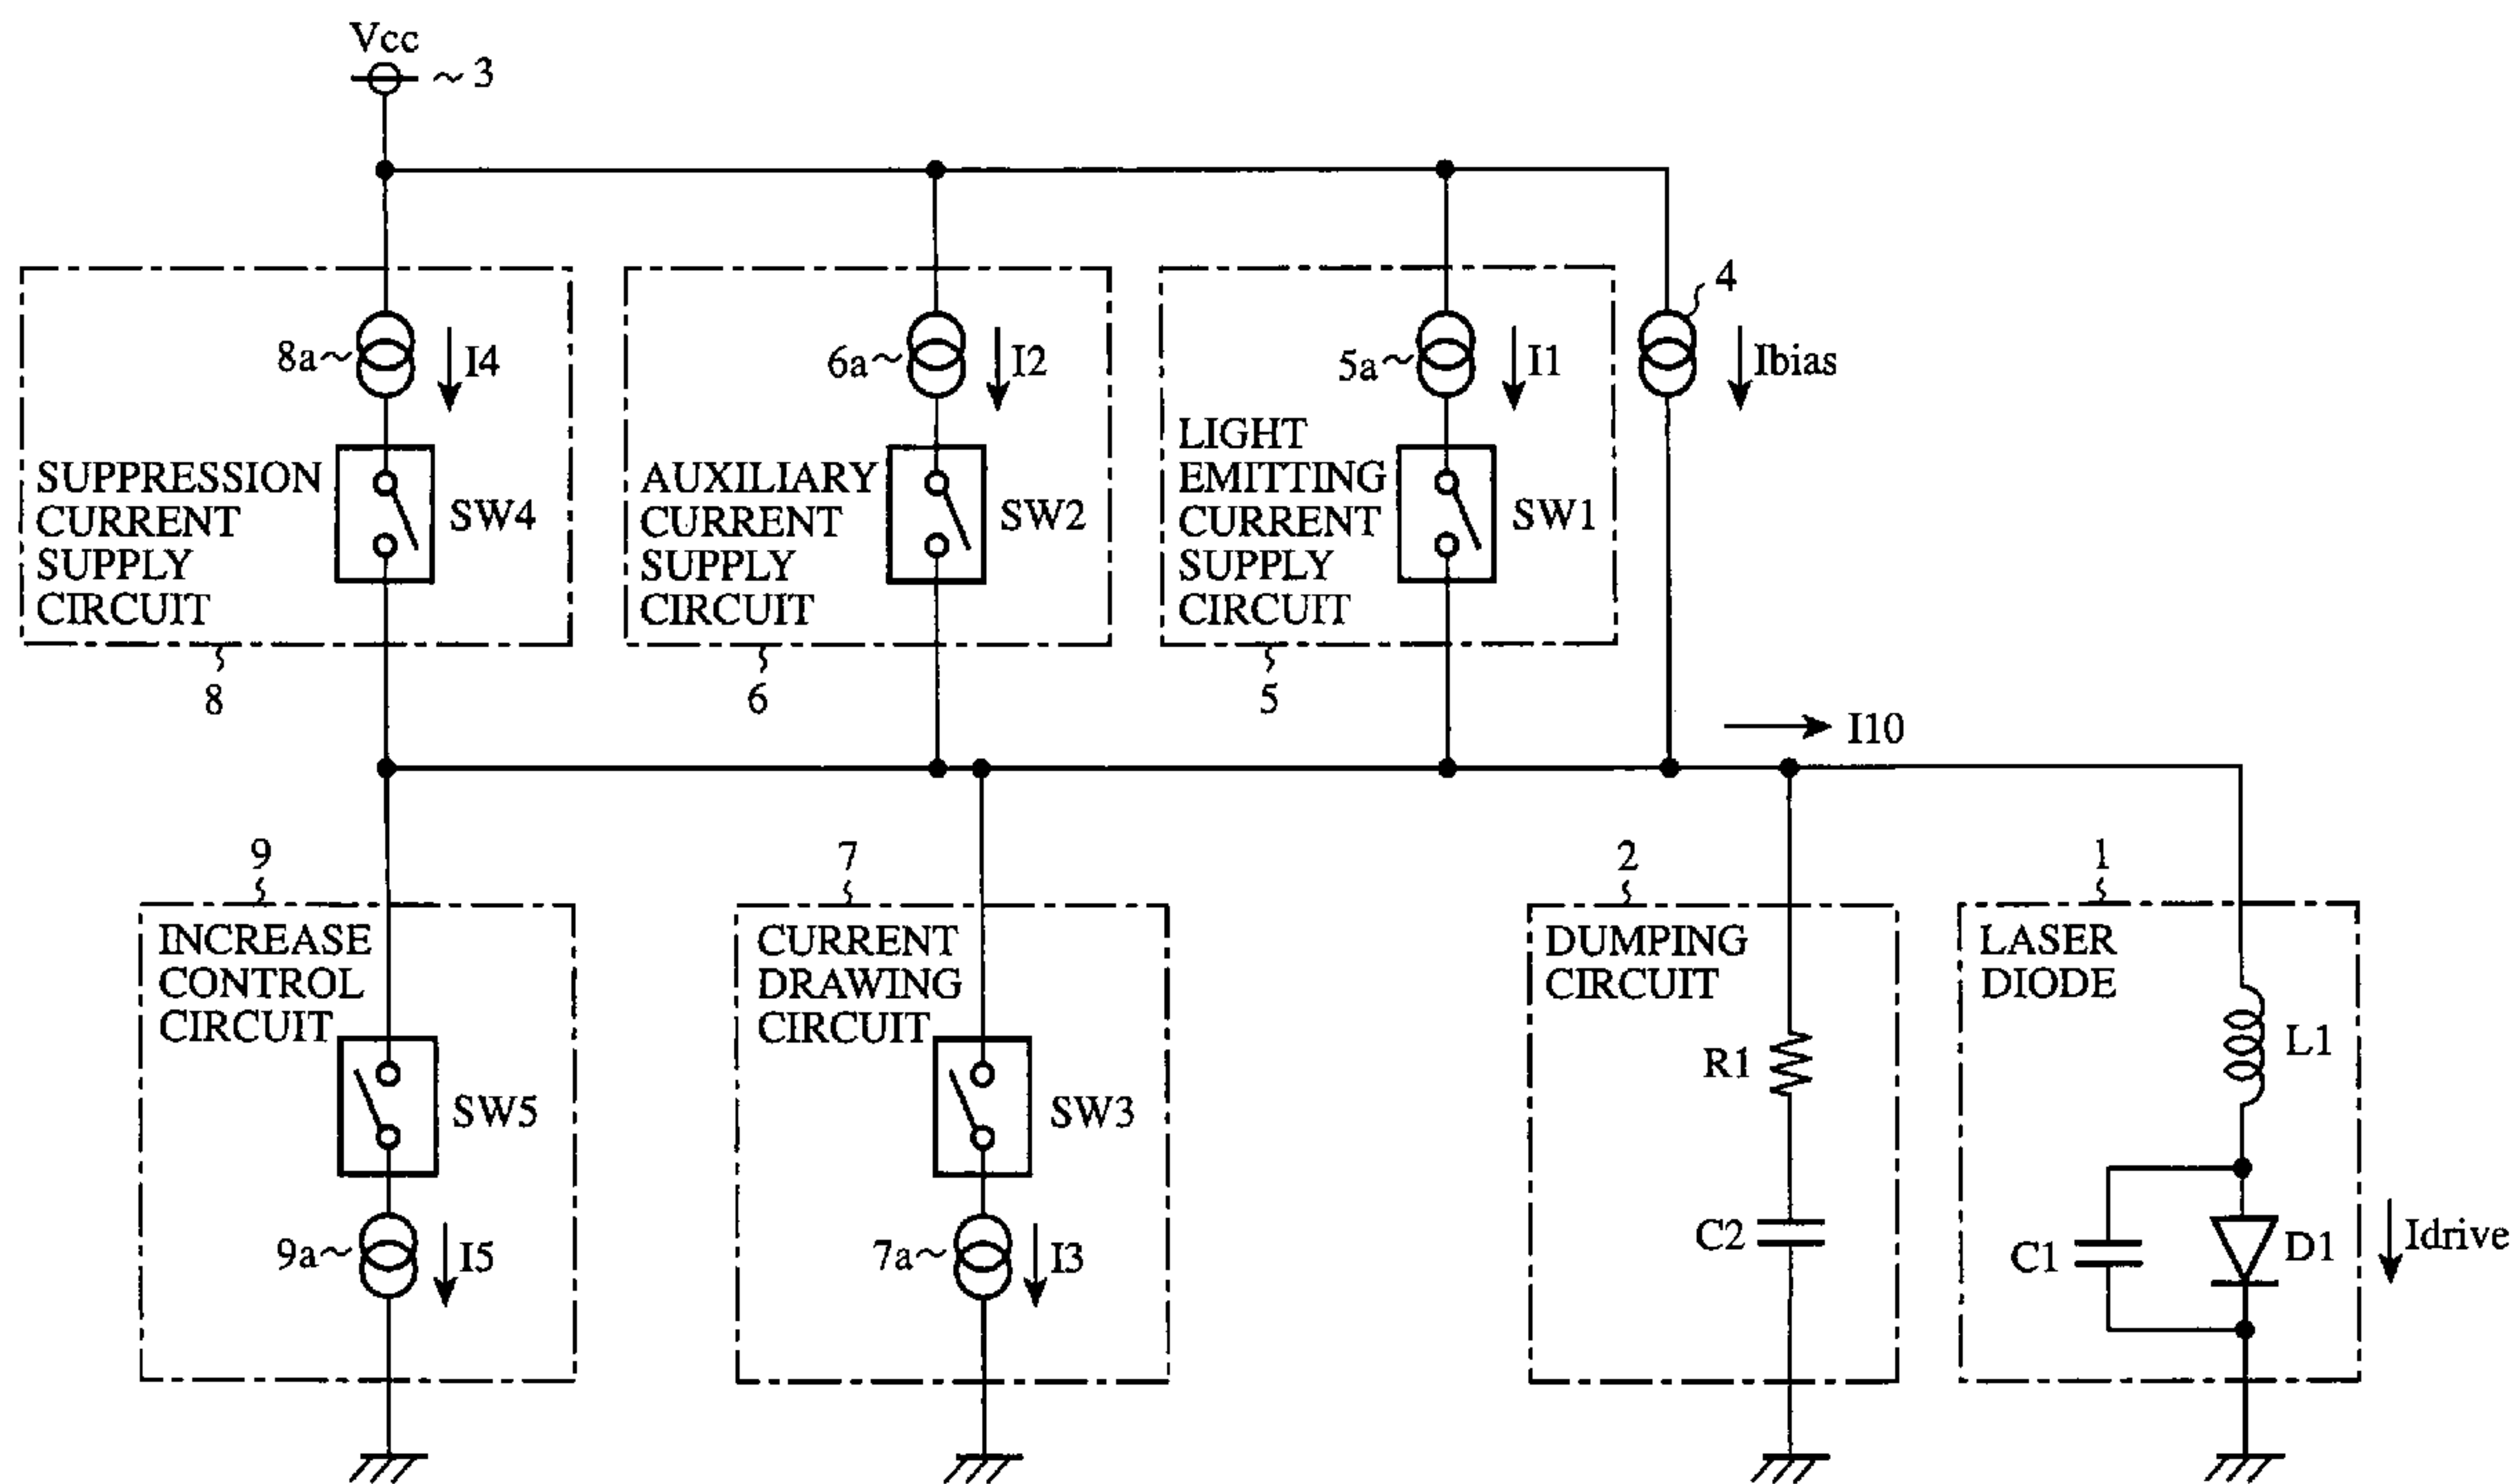 Vcc
~3
4
8a~
I4
6a~
I2
5a~
I1
Ibias
SUPPRESSION
CURRENT
SUPPLY
CIRCUIT
SW4
AUXILIARY
CURRENT
SUPPLY
CIRCUIT
SW2
LIGHT
EMITTING
CURRENT
SUPPLY
CIRCUIT
SW1
8
6
5
I10
9
7
2
1
INCREASE
CONTROL
CIRCUIT
SW5
9a~
I5
CURRENT
DRAWING
CIRCUIT
SW3
7a~
I3
DUMPING
CIRCUIT
R1
C2
LASER
DIODE
L1
C1
D1
Idrive